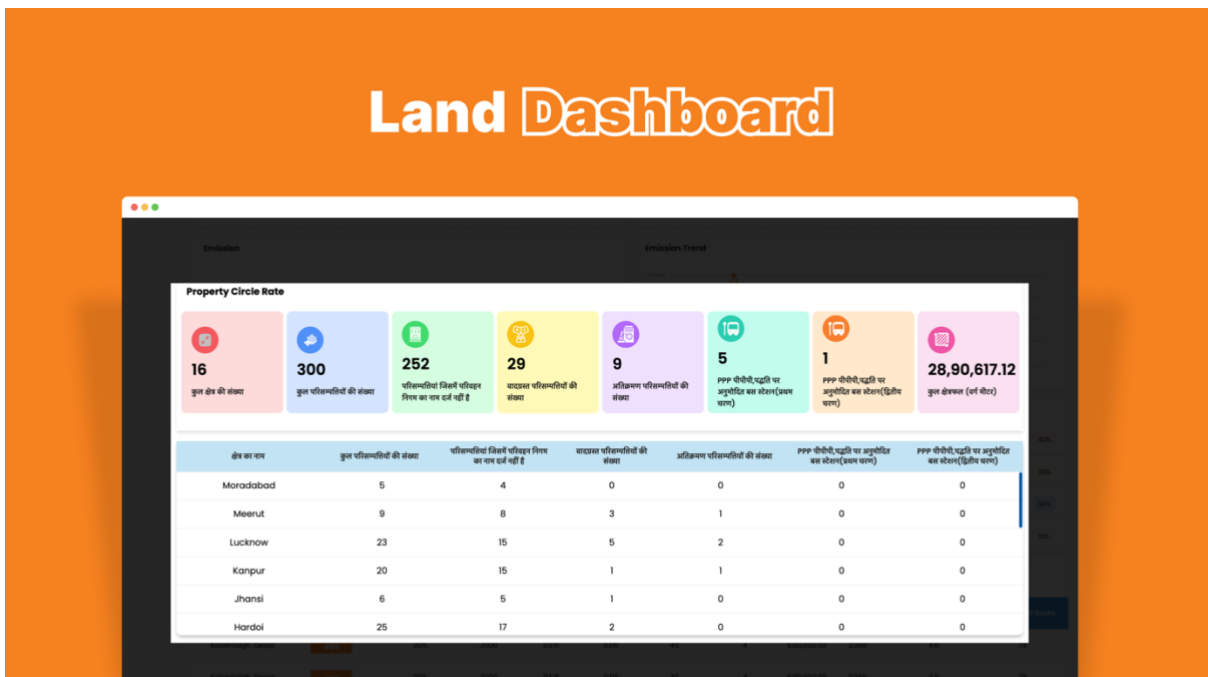 Land Dashboard
Emission
Emission Trend
Property Circle Rate
16
कुल क्षेत्र की संख्या
300
कुल परिसम्पत्तियों की संख्या
252
परिसम्पत्तियां जिसमें परिवहन
निगम का नाम दर्ज नहीं है
29
वादग्रस्त परिसम्पत्तियों की
संख्या
9
अतिक्रमण परिसम्पत्तियों की
संख्या
5
PPP पीपीपी,पद्धति पर
अनुमोदित बस स्टेशन(प्रथम
चरण)
1
PPP पीपीपी,पद्धति पर
अनुमोदित बस स्टेशन(द्वितीय
चरण)
28,90,617.12
कुल क्षेत्रफल (वर्ग मीटर)
क्षेत्र का नाम
कुल परिसम्पत्तियों की संख्या
परिसम्पत्तियां जिसमें परिवहन निगम
का नाम दर्ज नहीं है
वादग्रस्त परिसम्पत्तियों की
संख्या
अतिक्रमण परिसम्पत्तियों की संख्या
PPP पीपीपी,पद्धति पर अनुमोदित
बस स्टेशन(प्रथम चरण)
PPP पीपीपी,पद्धति पर अनुमोदित
बस स्टेशन(द्वितीय चरण)
Moradabad 5 4 0 0 0 0
Meerut 9 8 3 1 0 0
Lucknow 23 15 5 2 0 0
Kanpur 20 15 1 1 0 0
Jhansi 6 5 1 0 0 0
Hardoi 25 17 2 0 0 0